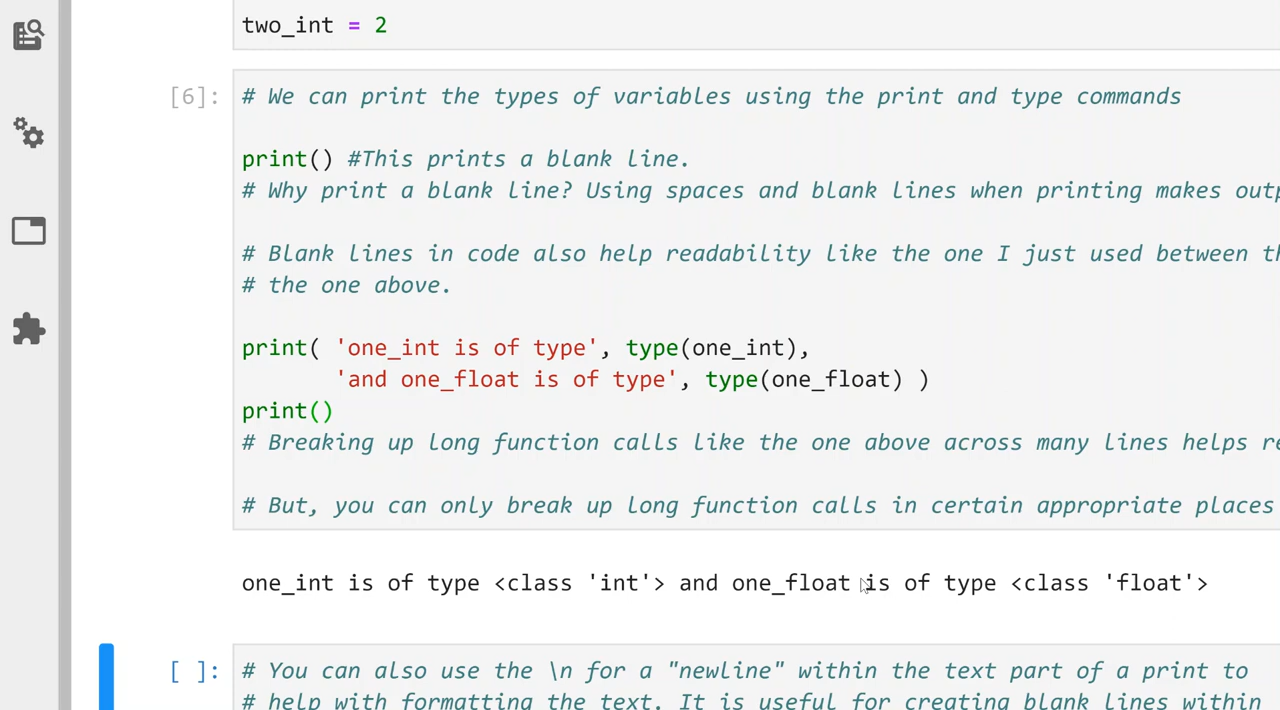 two_int = 2
[6]:
# We can print the types of variables using the print and type commands
print() #This prints a blank line.
# Why print a blank line? Using spaces and blank lines when printing makes
# Blank lines in code also help readability like the one I just used between
# the one above.
print( 'one_int is of type', type(one_int),
'and one_float is of type', type(one_float) )
print()
# Breaking up long function calls like the one above across many lines helps
# But, you can only break up long function calls in certain appropriate places
one_int is of type <class 'int'> and one_float is of type <class 'float'>
[ ]:
# You can also use the \n for a "newline" within the text part of a print to
# help with formatting the text. It is useful for creating blank lines within